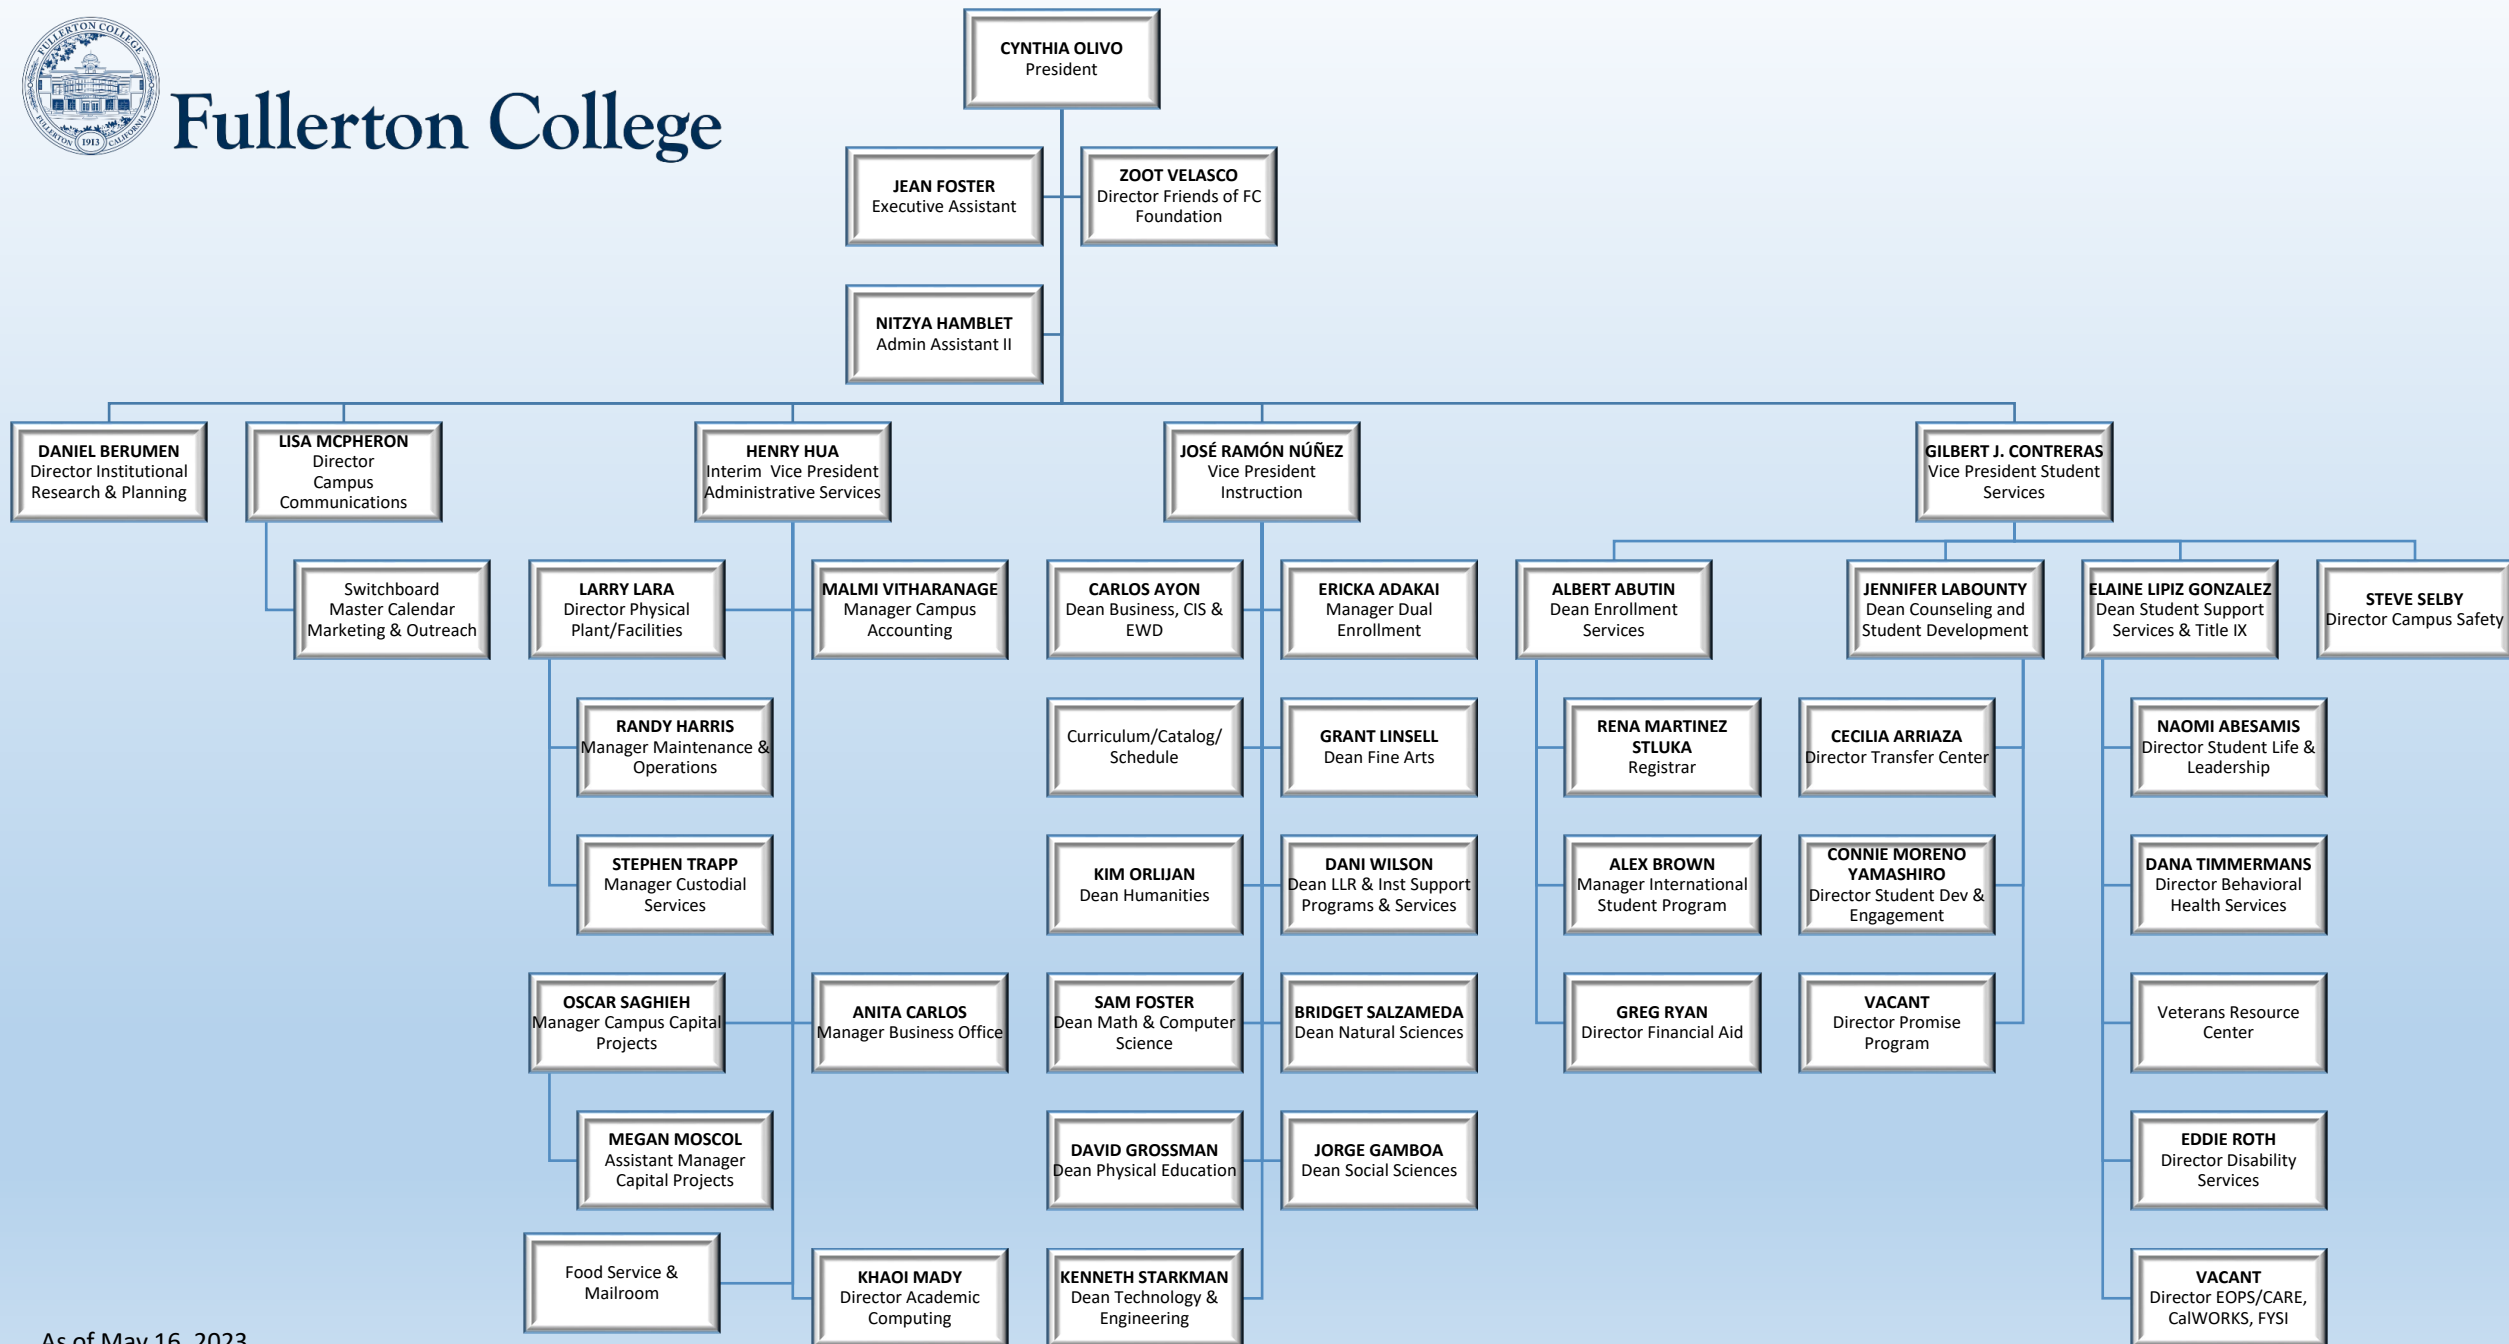 FULLERTON COLLEGE
FULLERTON CALIFORNIA
1913
Fullerton College
CYNTHIA OLIVO
President
JEAN FOSTER
Executive Assistant
ZOOT VELASCO
Director Friends of FC
Foundation
NITZYA HAMBLET
Admin Assistant II
DANIEL BERUMEN
Director Institutional
Research & Planning
LISA MCPHERON
Director
Campus
Communications
HENRY HUA
Interim  Vice President
Administrative Services
JOSÉ RAMÓN NÚÑEZ
Vice President
Instruction
GILBERT J. CONTRERAS
Vice President Student
Services
Switchboard
Master Calendar
Marketing & Outreach
LARRY LARA
Director Physical
Plant/Facilities
MALMI VITHARANAGE
Manager Campus
Accounting
CARLOS AYON
Dean Business, CIS &
EWD
ERICKA ADAKAI
Manager Dual
Enrollment
ALBERT ABUTIN
Dean Enrollment
Services
JENNIFER LABOUNTY
Dean Counseling and
Student Development
ELAINE LIPIZ GONZALEZ
Dean Student Support
Services & Title IX
STEVE SELBY
Director Campus Safety
RANDY HARRIS
Manager Maintenance &
Operations
Curriculum/Catalog/
Schedule
GRANT LINSELL
Dean Fine Arts
RENA MARTINEZ
STLUKA
Registrar
CECILIA ARRIAZA
Director Transfer Center
NAOMI ABESAMIS
Director Student Life &
Leadership
STEPHEN TRAPP
Manager Custodial
Services
KIM ORLIJAN
Dean Humanities
DANI WILSON
Dean LLR & Inst Support
Programs & Services
ALEX BROWN
Manager International
Student Program
CONNIE MORENO
YAMASHIRO
Director Student Dev &
Engagement
DANA TIMMERMANS
Director Behavioral
Health Services
OSCAR SAGHIEH
Manager Campus Capital
Projects
ANITA CARLOS
Manager Business Office
SAM FOSTER
Dean Math & Computer
Science
BRIDGET SALZAMEDA
Dean Natural Sciences
GREG RYAN
Director Financial Aid
VACANT
Director Promise
Program
Veterans Resource
Center
MEGAN MOSCOL
Assistant Manager
Capital Projects
DAVID GROSSMAN
Dean Physical Education
JORGE GAMBOA
Dean Social Sciences
EDDIE ROTH
Director Disability
Services
Food Service &
Mailroom
KHAOI MADY
Director Academic
Computing
KENNETH STARKMAN
Dean Technology &
Engineering
VACANT
Director EOPS/CARE,
CalWORKS, FYSI
As of May 16, 2023